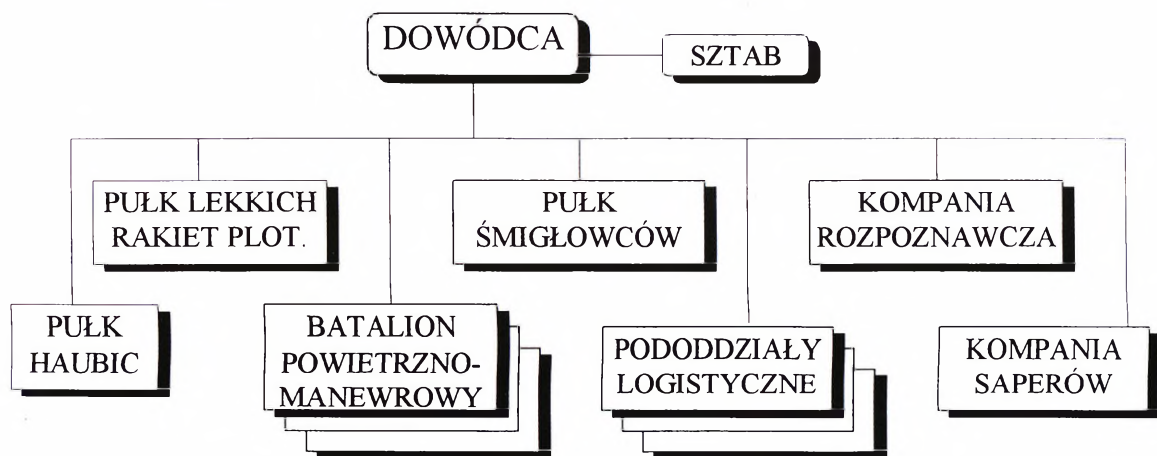 DOWÓDCA
SZTAB
PUŁK LEKKICH
RAKIET PLOT.
PUŁK
ŚMIGŁOWCÓW
KOMPANIA
ROZPOZNAWCZA
PUŁK
HAUBIC
BATALION
POWIETRZNO-
MANEWROWY
PODODDZIAŁY
LOGISTYCZNE
KOMPANIA
SAPERÓW